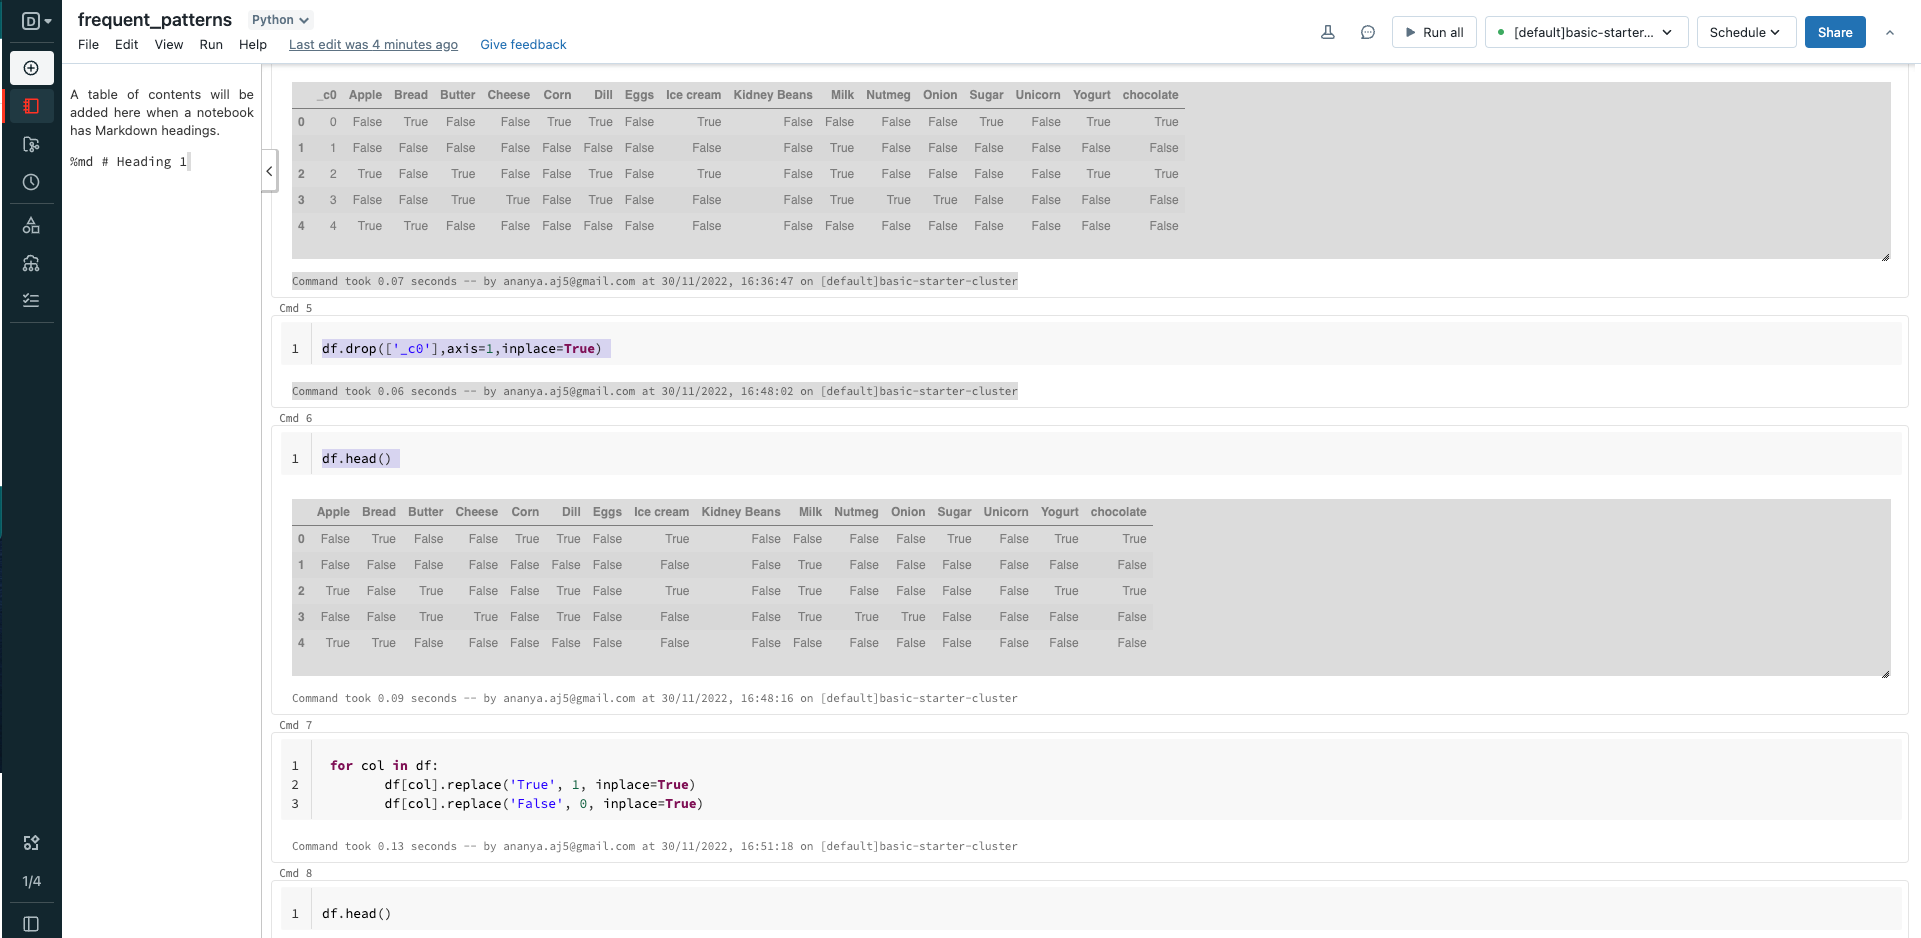 frequent_patterns Python
File Edit View Run Help Last edit was 4 minutes ago Give feedback
Run all [default]basic-starter... Schedule Share
A table of contents will be
added here when a notebook
has Markdown headings.
%md # Heading 1
1/4
_c0 Apple Bread Butter Cheese Corn Dill Eggs Ice cream Kidney Beans Milk Nutmeg Onion Sugar Unicorn Yogurt chocolate
0 0 False True False False True True False True False False False False True False True True
1 1 False False False False False False False False False True False False False False False False
2 2 True False True False False True False True False True False False False False True True
3 3 False False True True False True False False False True True True False False False False
4 4 True True False False False False False False False False False False False False False False
Command took 0.07 seconds -- by ananya.aj5@gmail.com at 30/11/2022, 16:36:47 on [default]basic-starter-cluster
Cmd 5
1 df.drop(['_c0'],axis=1,inplace=True)
Command took 0.06 seconds -- by ananya.aj5@gmail.com at 30/11/2022, 16:48:02 on [default]basic-starter-cluster
Cmd 6
1 df.head()
Apple Bread Butter Cheese Corn Dill Eggs Ice cream Kidney Beans Milk Nutmeg Onion Sugar Unicorn Yogurt chocolate
0 False True False False True True False True False False False False True False True True
1 False False False False False False False False False True False False False False False False
2 True False True False False True False True False True False False False False True True
3 False False True True False True False False False True True True False False False False
4 True True False False False False False False False False False False False False False False
Command took 0.09 seconds -- by ananya.aj5@gmail.com at 30/11/2022, 16:48:16 on [default]basic-starter-cluster
Cmd 7
1 for col in df:
2 df[col].replace('True', 1, inplace=True)
3 df[col].replace('False', 0, inplace=True)
Command took 0.13 seconds -- by ananya.aj5@gmail.com at 30/11/2022, 16:51:18 on [default]basic-starter-cluster
Cmd 8
1 df.head()